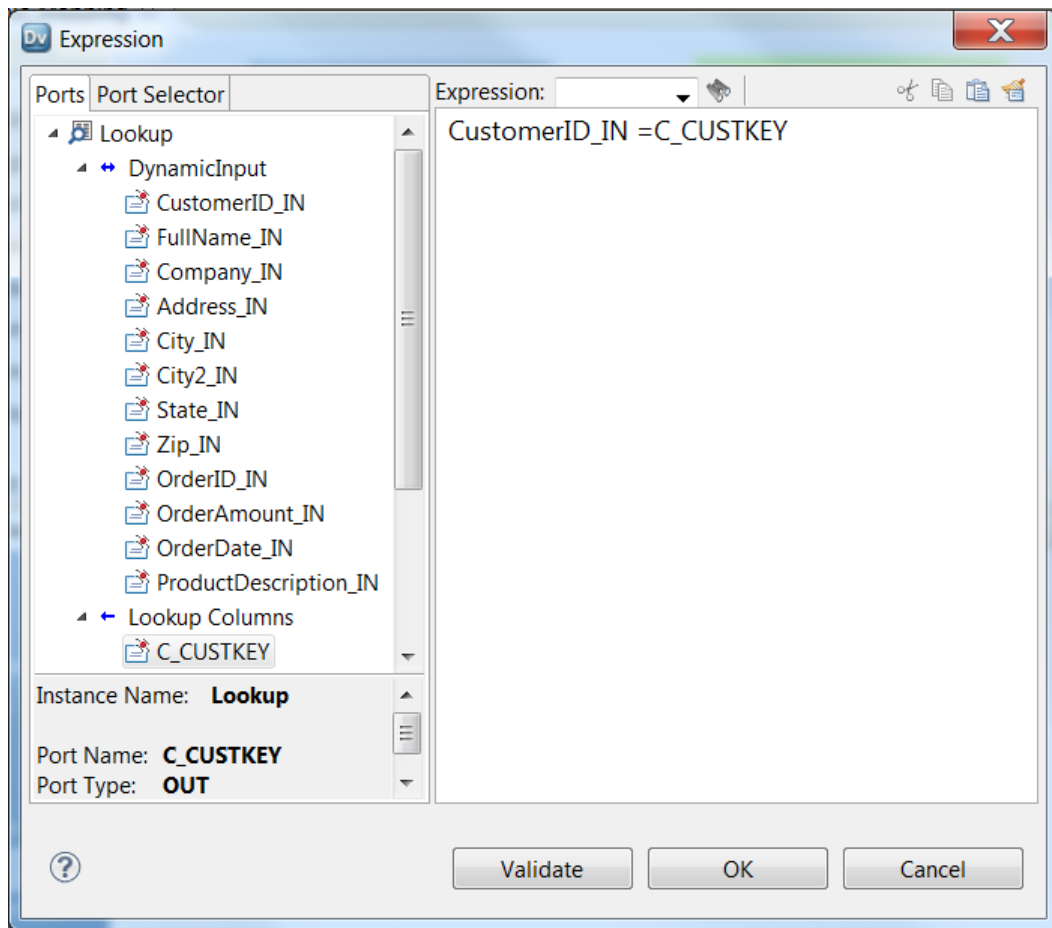 Dv Expression
Ports Port Selector
Expression:
Lookup
DynamicInput
CustomerID_IN
FullName_IN
Company_IN
Address_IN
City_IN
City2_IN
State_IN
Zip_IN
OrderID_IN
OrderAmount_IN
OrderDate_IN
ProductDescription_IN
Lookup Columns
C_CUSTKEY
Instance Name: Lookup
Port Name: C_CUSTKEY
Port Type: OUT
CustomerID_IN =C_CUSTKEY
?
Validate OK Cancel